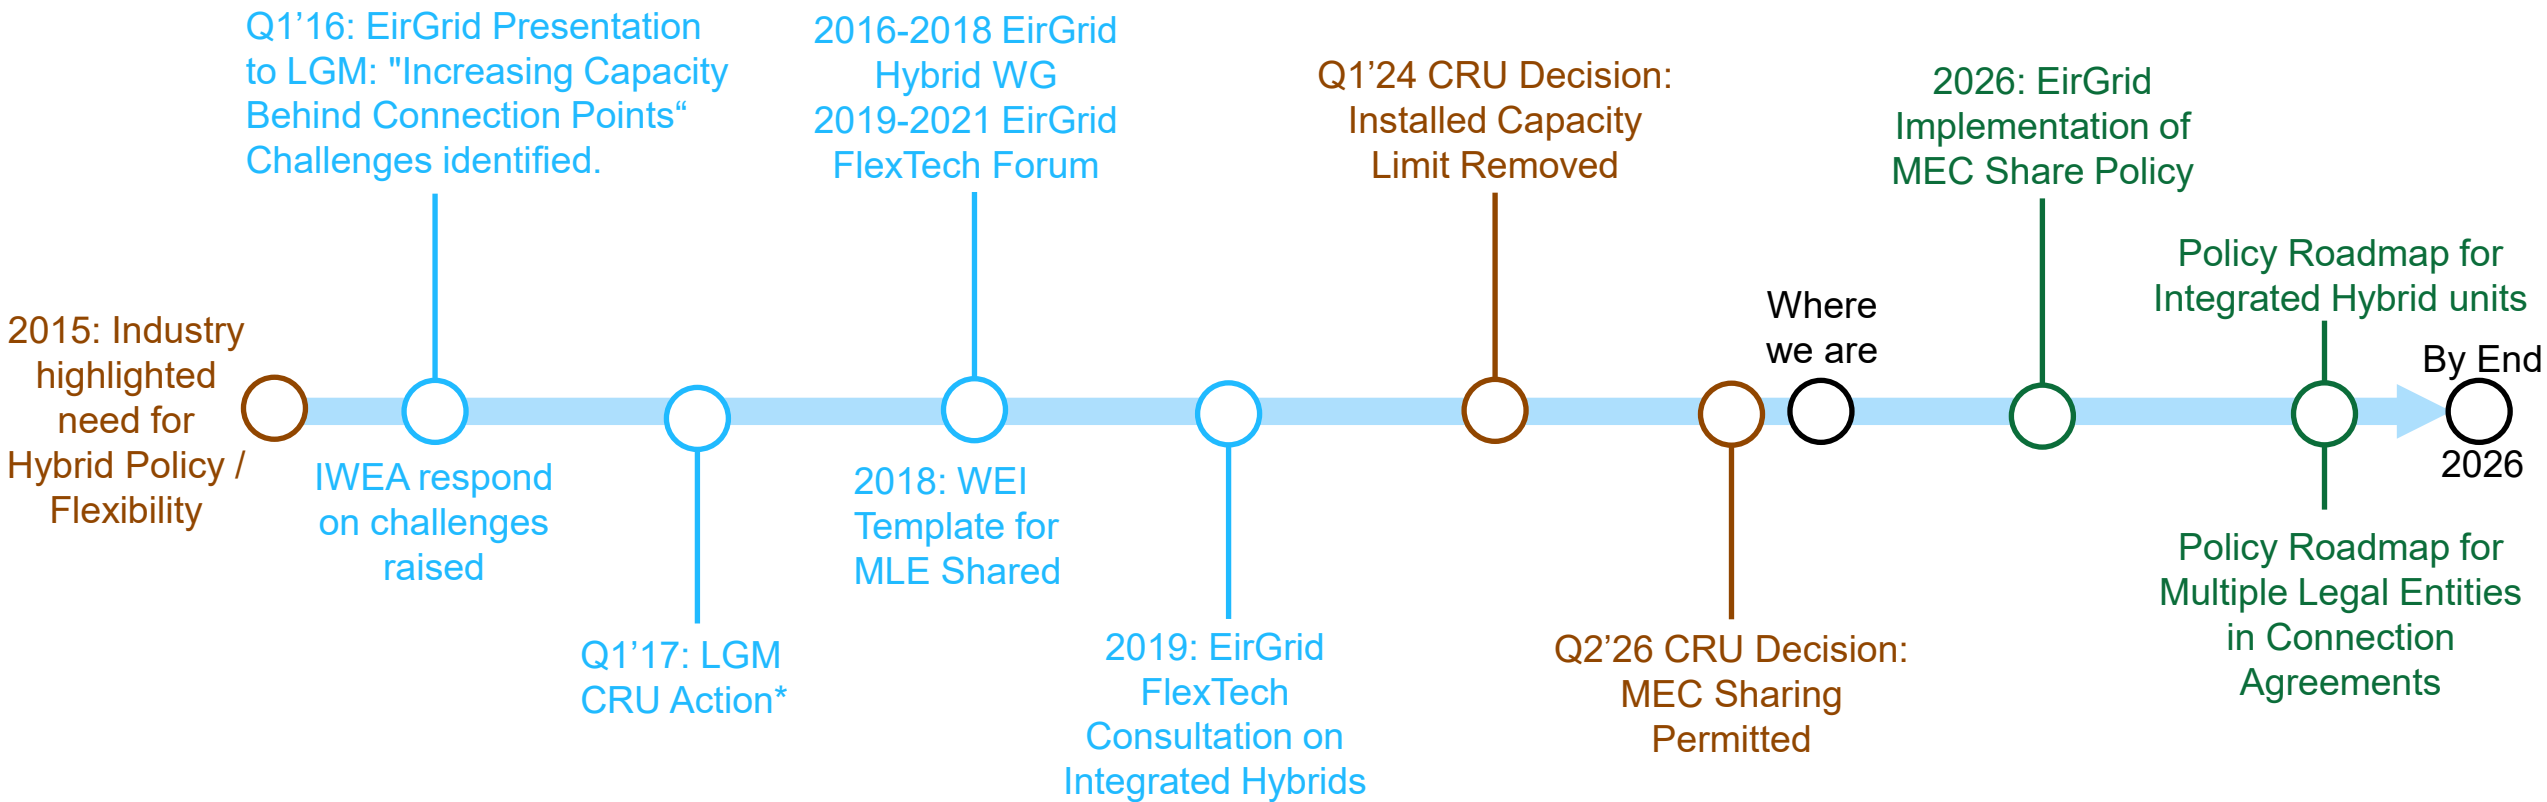 2015: Industry
highlighted
need for
Hybrid Policy /
Flexibility
Q1’16: EirGrid Presentation
to LGM: "Increasing Capacity
Behind Connection Points“
Challenges identified.
IWEA respond
on challenges
raised
Q1’17: LGM
CRU Action*
2016-2018 EirGrid
Hybrid WG
2019-2021 EirGrid
FlexTech Forum
2018: WEI
Template for
MLE Shared
2019: EirGrid
FlexTech
Consultation on
Integrated Hybrids
Q1’24 CRU Decision:
Installed Capacity
Limit Removed
Q2’26 CRU Decision:
MEC Sharing
Permitted
Where
we are
2026: EirGrid
Implementation of
MEC Share Policy
Policy Roadmap for
Integrated Hybrid units
Policy Roadmap for
Multiple Legal Entities
in Connection
Agreements
By End
2026